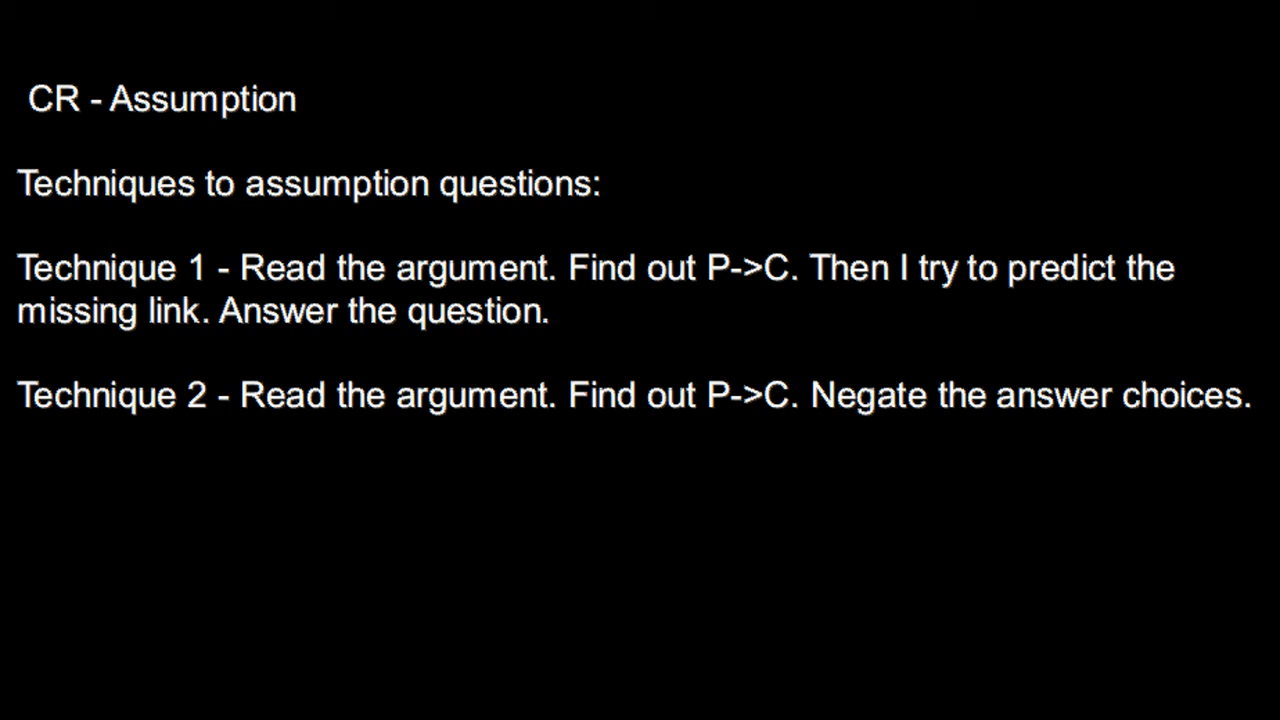 CR - Assumption
Techniques to assumption questions:
Technique 1 - Read the argument. Find out P->C. Then I try to predict the
missing link. Answer the question.
Technique 2 - Read the argument. Find out P->C. Negate the answer choices.